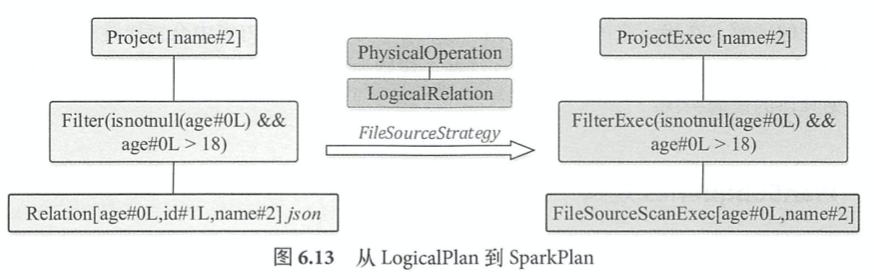 Project [name#2]
Filter(isnotnull(age#0L) &&
age#0L > 18)
Relation[age#0L,id#1L,name#2] json
PhysicalOperation
LogicalRelation
FileSourceStrategy
ProjectExec [name#2]
FilterExec(isnotnull(age#0L) &&
age#0L > 18)
FileSourceScanExec[age#0L,name#2]
图 6.13 从 LogicalPlan 到 SparkPlan